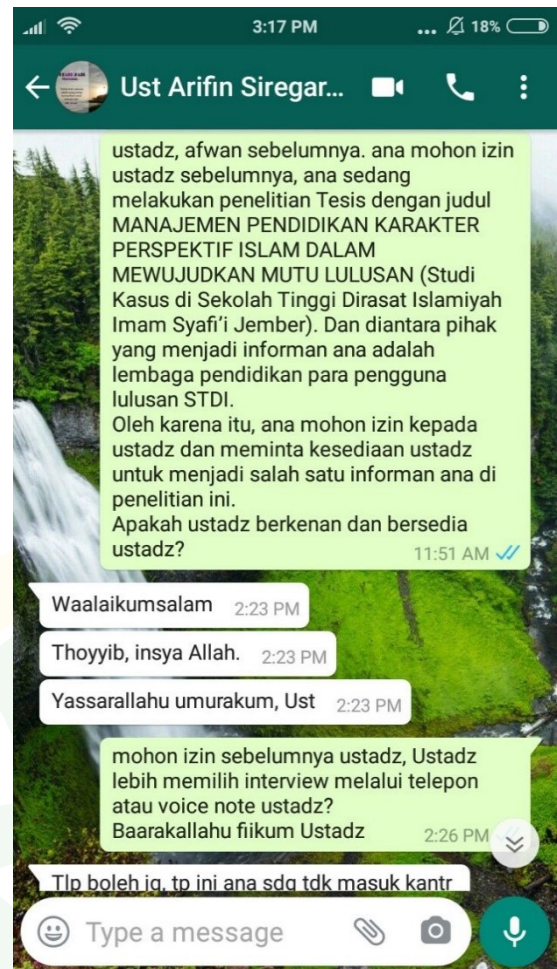 3:17 PM
... 18%
Ust Arifin Siregar...
ustadz, afwan sebelumnya. ana mohon izin
ustadz sebelumnya, ana sedang
melakukan penelitian Tesis dengan judul
MANAJEMEN PENDIDIKAN KARAKTER
PERSPEKTIF ISLAM DALAM
MEWUJUDKAN MUTU LULUSAN (Studi
Kasus di Sekolah Tinggi Dirasat Islamiyah
Imam Syafi'i Jember). Dan diantara pihak
yang menjadi informan ana adalah
lembaga pendidikan para pengguna
lulusan STDI.
Oleh karena itu, ana mohon izin kepada
ustadz dan meminta kesediaan ustadz
untuk menjadi salah satu informan ana di
penelitian ini.
Apakah ustadz berkenan dan bersedia
ustadz? 11:51 AM
Waalaikumsalam 2:23 PM
Thoyyib, insya Allah. 2:23 PM
Yassarallahu umurakum, Ust 2:23 PM
mohon izin sebelumnya ustadz, Ustadz
lebih memilih interview melalui telepon
atau voice note ustadz?
Baarakallahu fiikum Ustadz 2:26 PM
Tlp boleh jg, tp ini ana sdg tdk masuk kantr
Type a message